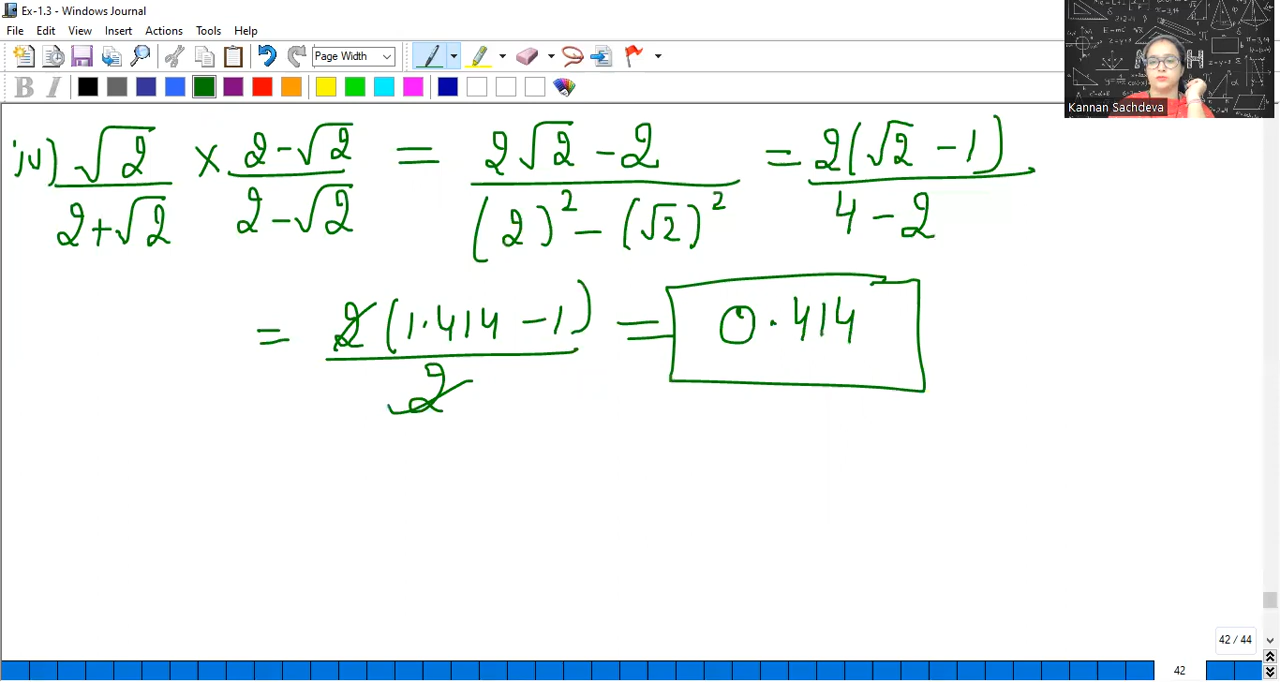 Ex-1.3 - Windows Journal
File Edit View Insert Actions Tools Help
Page Width
B I
Kannan Sachdeva
iv) √2/(2+√2) × (2-√2)/(2-√2) = (2√2-2)/((2)²-(√2)²) = 2(√2-1)/(4-2)
= 2(1.414-1)/2 = 0.414
42 / 44
42